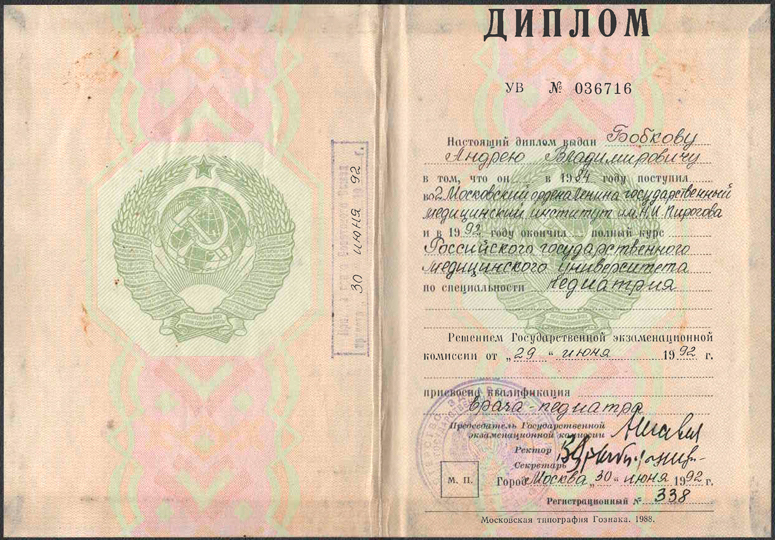 ДИПЛОМ
УВ № 036716
Настоящий диплом выдан Бобкову
Андрею Владимировичу
в том, что он в 1984 году поступил
во 2 Московский ордена Ленина государственный
медицинский институт им. Н.И. Пирогова
и в 1992 году окончил полный курс
Российского государственного
медицинского Университета
по специальности педиатрия
Решением Государственной экзаменационной
комиссии от „29" июня 1992 г.
присвоена квалификация
врача-педиатра
Председатель Государственной
экзаменационной комиссии
Ректор
Секретарь
М. П.
Город Москва „30" июня 1992 г.
Регистрационный № 338
Московская типография Гознака. 1988.
30 июня 92 г.